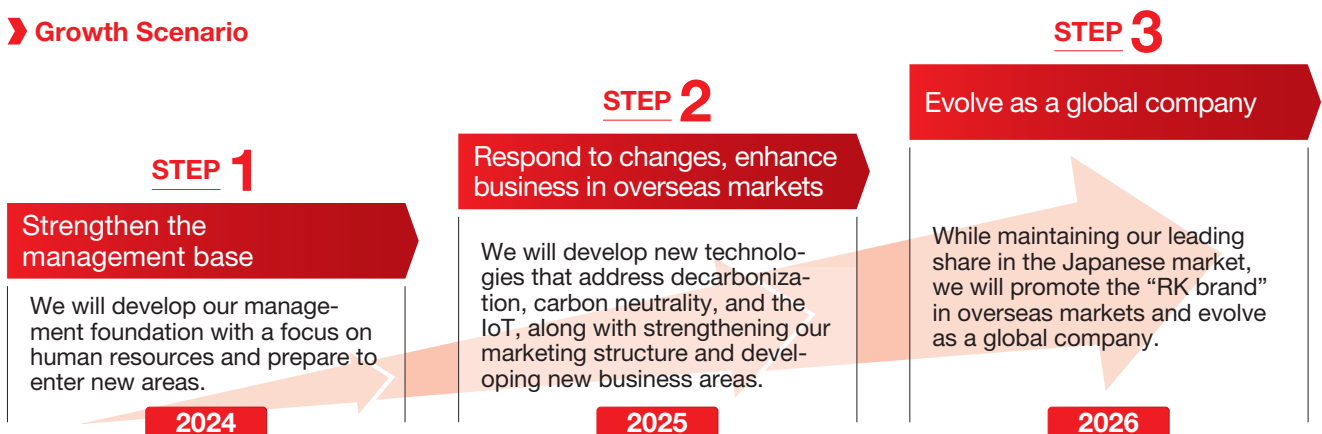 Growth Scenario
STEP 1
Strengthen the
management base
We will develop our manage-
ment foundation with a focus on
human resources and prepare to
enter new areas.
2024
STEP 2
Respond to changes, enhance
business in overseas markets
We will develop new technolo-
gies that address decarboniza-
tion, carbon neutrality, and the
IoT, along with strengthening our
marketing structure and devel-
oping new business areas.
2025
STEP 3
Evolve as a global company
While maintaining our leading
share in the Japanese market,
we will promote the “RK brand”
in overseas markets and evolve
as a global company.
2026